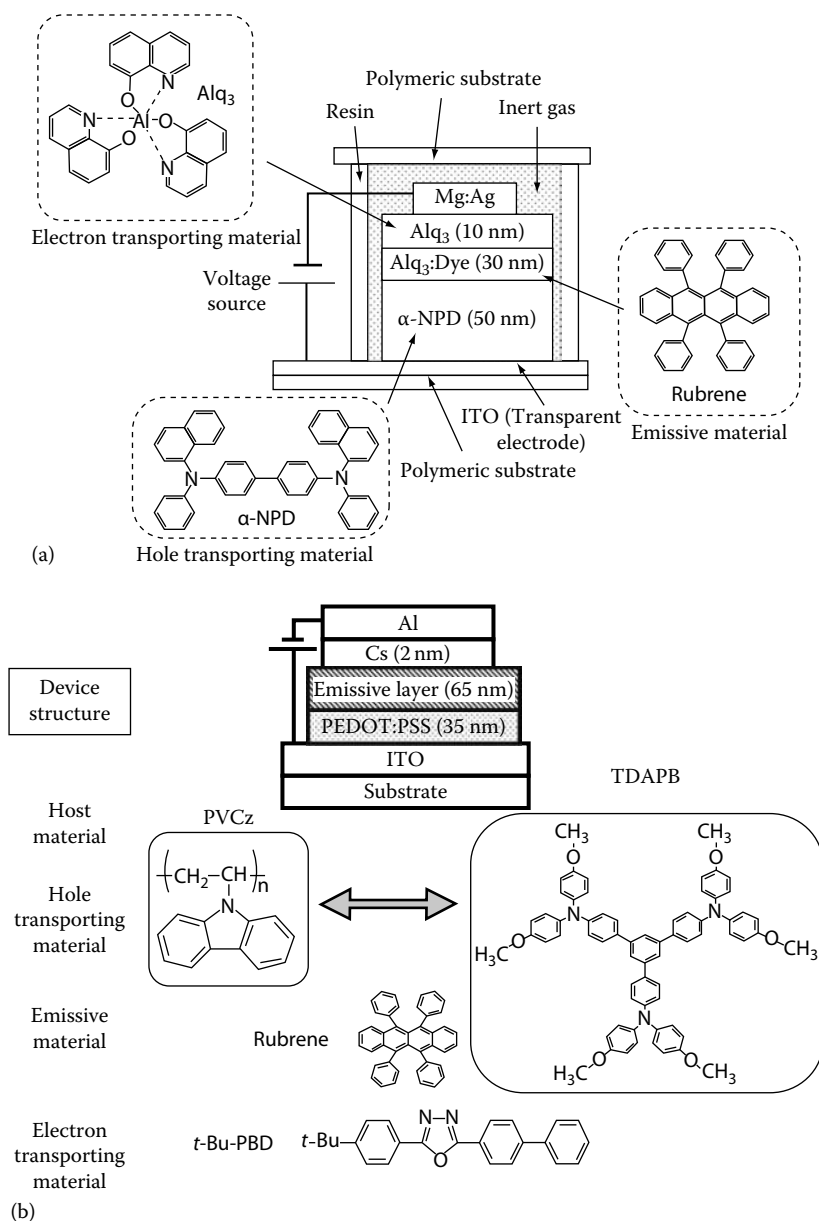 Alq3
N
O
N
Al
O
O
N
Electron transporting material
Polymeric substrate
Resin
Inert gas
Mg:Ag
Alq3 (10 nm)
Alq3:Dye (30 nm)
α-NPD (50 nm)
Voltage
source
Rubrene
Emissive material
ITO (Transparent
electrode)
Polymeric substrate
N
N
α-NPD
Hole transporting material
(a)
Device
structure
Al
Cs (2 nm)
Emissive layer (65 nm)
PEDOT:PSS (35 nm)
ITO
Substrate
Host
material
Hole
transporting
material
PVCz
CH2 CH n
N
TDAPB
CH3
O
CH3
O
N
N
H3C O
O CH3
N
H3C O
O CH3
Emissive
material
Rubrene
Electron
transporting
material
t-Bu-PBD
t-Bu
N N
O
(b)